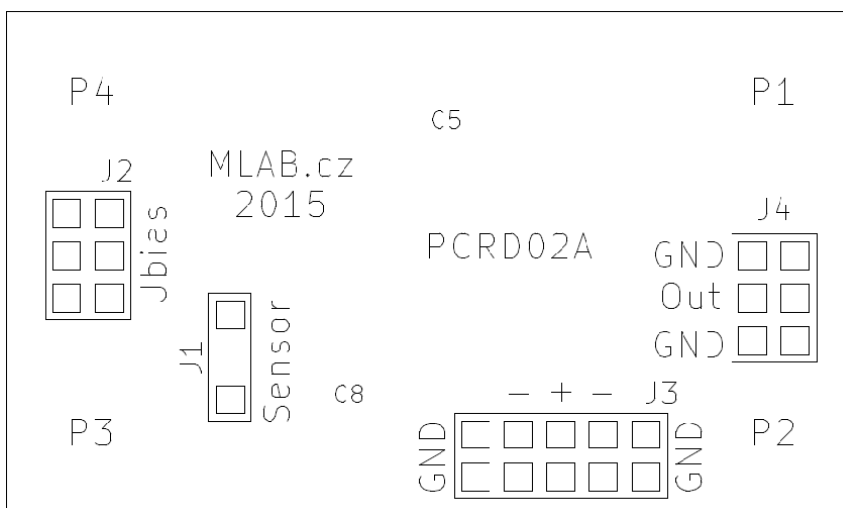 P4
P1
C5
J2
MLAB.cz
2015
Jbias
J4
PCRD02A
GND
Out
GND
J1
Sensor
C8
- + -
J3
P3
P2
GND
GND